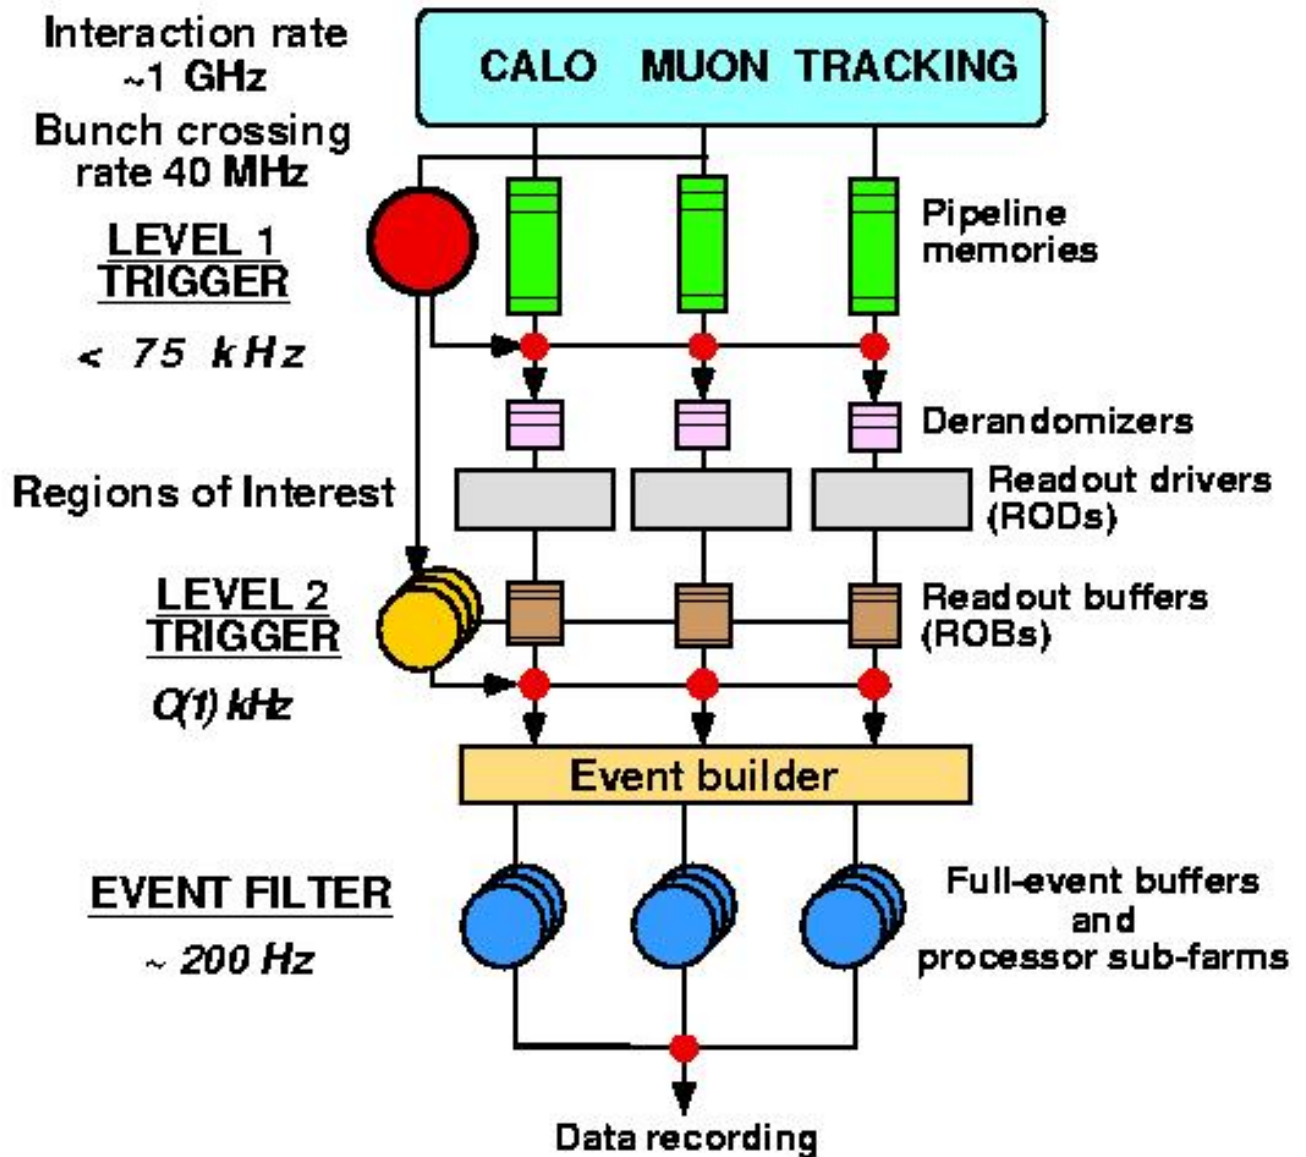 Interaction rate
~1 GHz
Bunch crossing
rate 40 MHz
CALO MUON TRACKING
LEVEL 1
TRIGGER
< 75 kHz
Pipeline
memories
Derandomizers
Regions of Interest
Readout drivers
(RODs)
LEVEL 2
TRIGGER
O(1) kHz
Readout buffers
(ROBs)
Event builder
EVENT FILTER
~ 200 Hz
Full-event buffers
and
processor sub-farms
Data recording